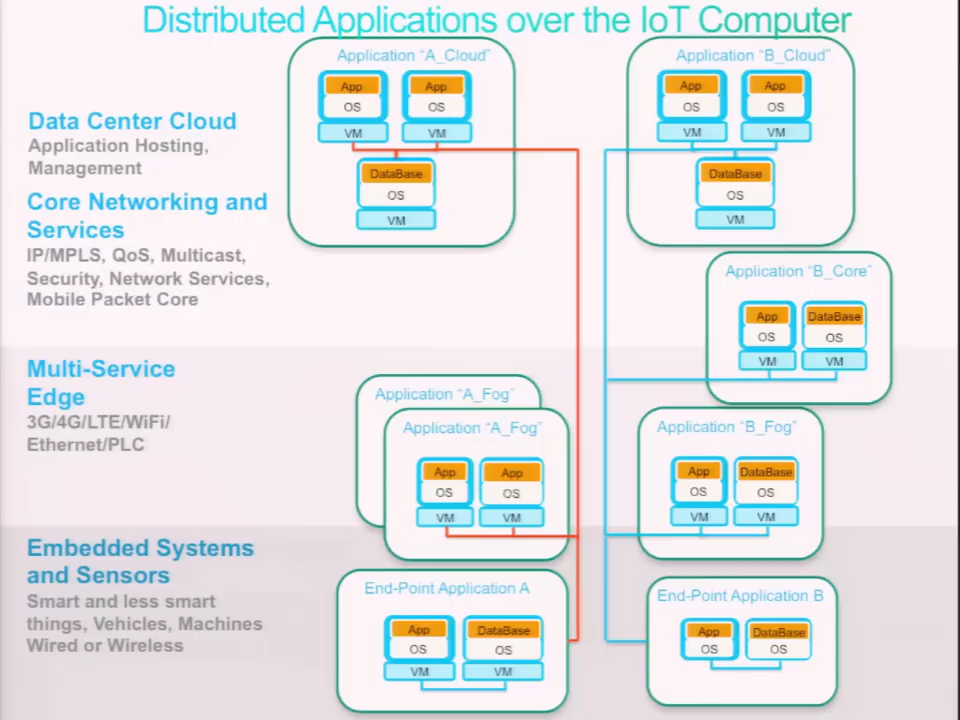 Distributed Applications over the IoT Computer
Data Center Cloud
Application Hosting,
Management
Core Networking and
Services
IP/MPLS, QoS, Multicast,
Security, Network Services,
Mobile Packet Core
Multi-Service
Edge
3G/4G/LTE/WiFi/
Ethernet/PLC
Embedded Systems
and Sensors
Smart and less smart
things, Vehicles, Machines
Wired or Wireless
Application “A_Cloud”
App App
OS OS
VM VM
DataBase
OS
VM
Application “B_Cloud”
App App
OS OS
VM VM
DataBase
OS
VM
Application “B_Core”
App DataBase
OS OS
VM VM
Application “A_Fog”
Application “A_Fog”
App App
OS OS
VM VM
Application “B_Fog”
App DataBase
OS OS
VM VM
End-Point Application A
App DataBase
OS OS
VM VM
End-Point Application B
App DataBase
OS OS